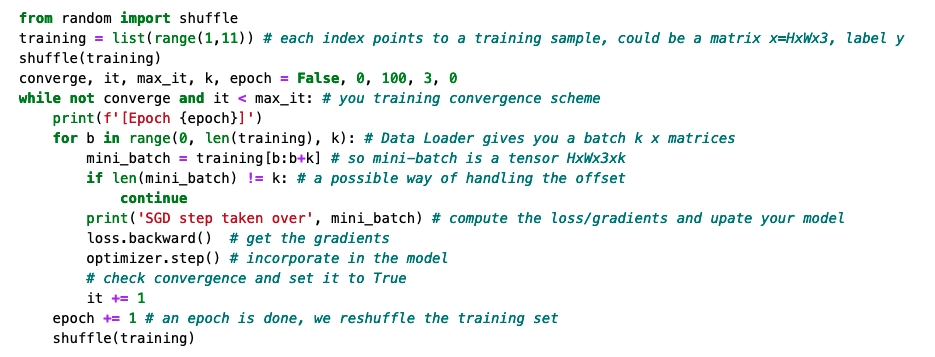 from random import shuffle
training = list(range(1,11)) # each index points to a training sample, could be a matrix x=HxWx3, label y
shuffle(training)
converge, it, max_it, k, epoch = False, 0, 100, 3, 0
while not converge and it < max_it: # you training convergence scheme
    print(f'[Epoch {epoch}]')
    for b in range(0, len(training), k): # Data Loader gives you a batch k x matrices
        mini_batch = training[b:b+k] # so mini-batch is a tensor HxWx3xk
        if len(mini_batch) != k: # a possible way of handling the offset
            continue
        print('SGD step taken over', mini_batch) # compute the loss/gradients and upate your model
        loss.backward()  # get the gradients
        optimizer.step() # incorporate in the model
        # check convergence and set it to True
        it += 1
    epoch += 1 # an epoch is done, we reshuffle the training set
    shuffle(training)